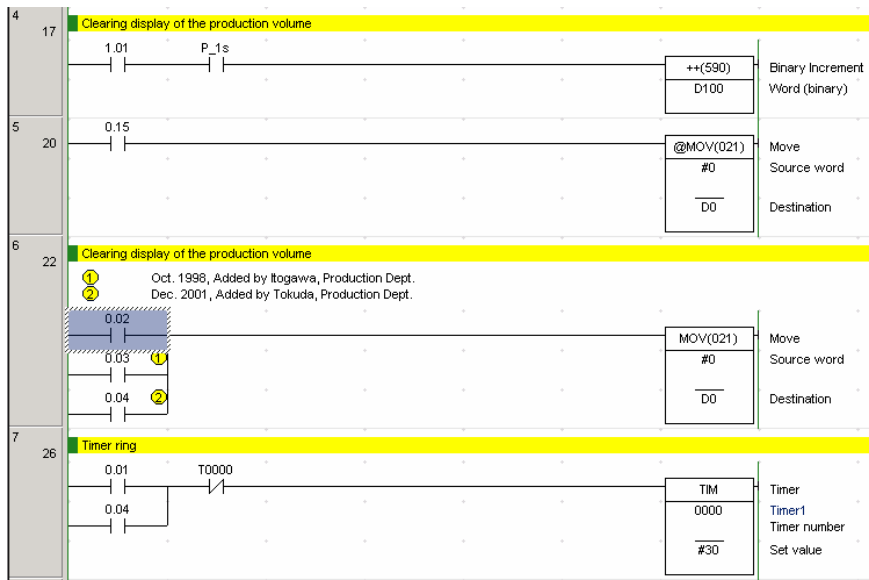 4
17
Clearing display of the production volume
1.01 P_1s
++(590) Binary Increment
D100 Word (binary)
5
20
0.15
@MOV(021) Move
#0 Source word
D0 Destination
6
22
Clearing display of the production volume
1 Oct. 1998, Added by Itogawa, Production Dept.
2 Dec. 2001, Added by Tokuda, Production Dept.
0.02
MOV(021) Move
0.03 1 #0 Source word
0.04 2 D0 Destination
7
26
Timer ring
0.01 T0000
TIM Timer
0.04 0000 Timer1
Timer number
#30 Set value